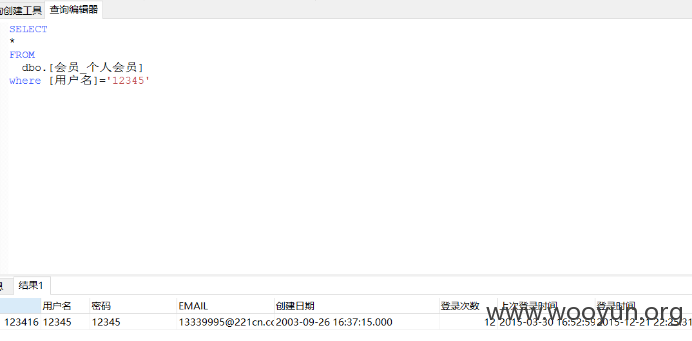 创建工具 查询编辑器
SELECT
*
FROM
dbo.[会员_个人会员]
where [用户名]='12345'
息 结果1
用户名 密码 EMAIL 创建日期 登录次数 上次登录时间 登录时间
123416 12345 12345 13339995@221cn.cc 2003-09-26 16:37:15.000 12 2015-03-30 16:52:59 2015-12-21 22:25:31
www.wooyun.org